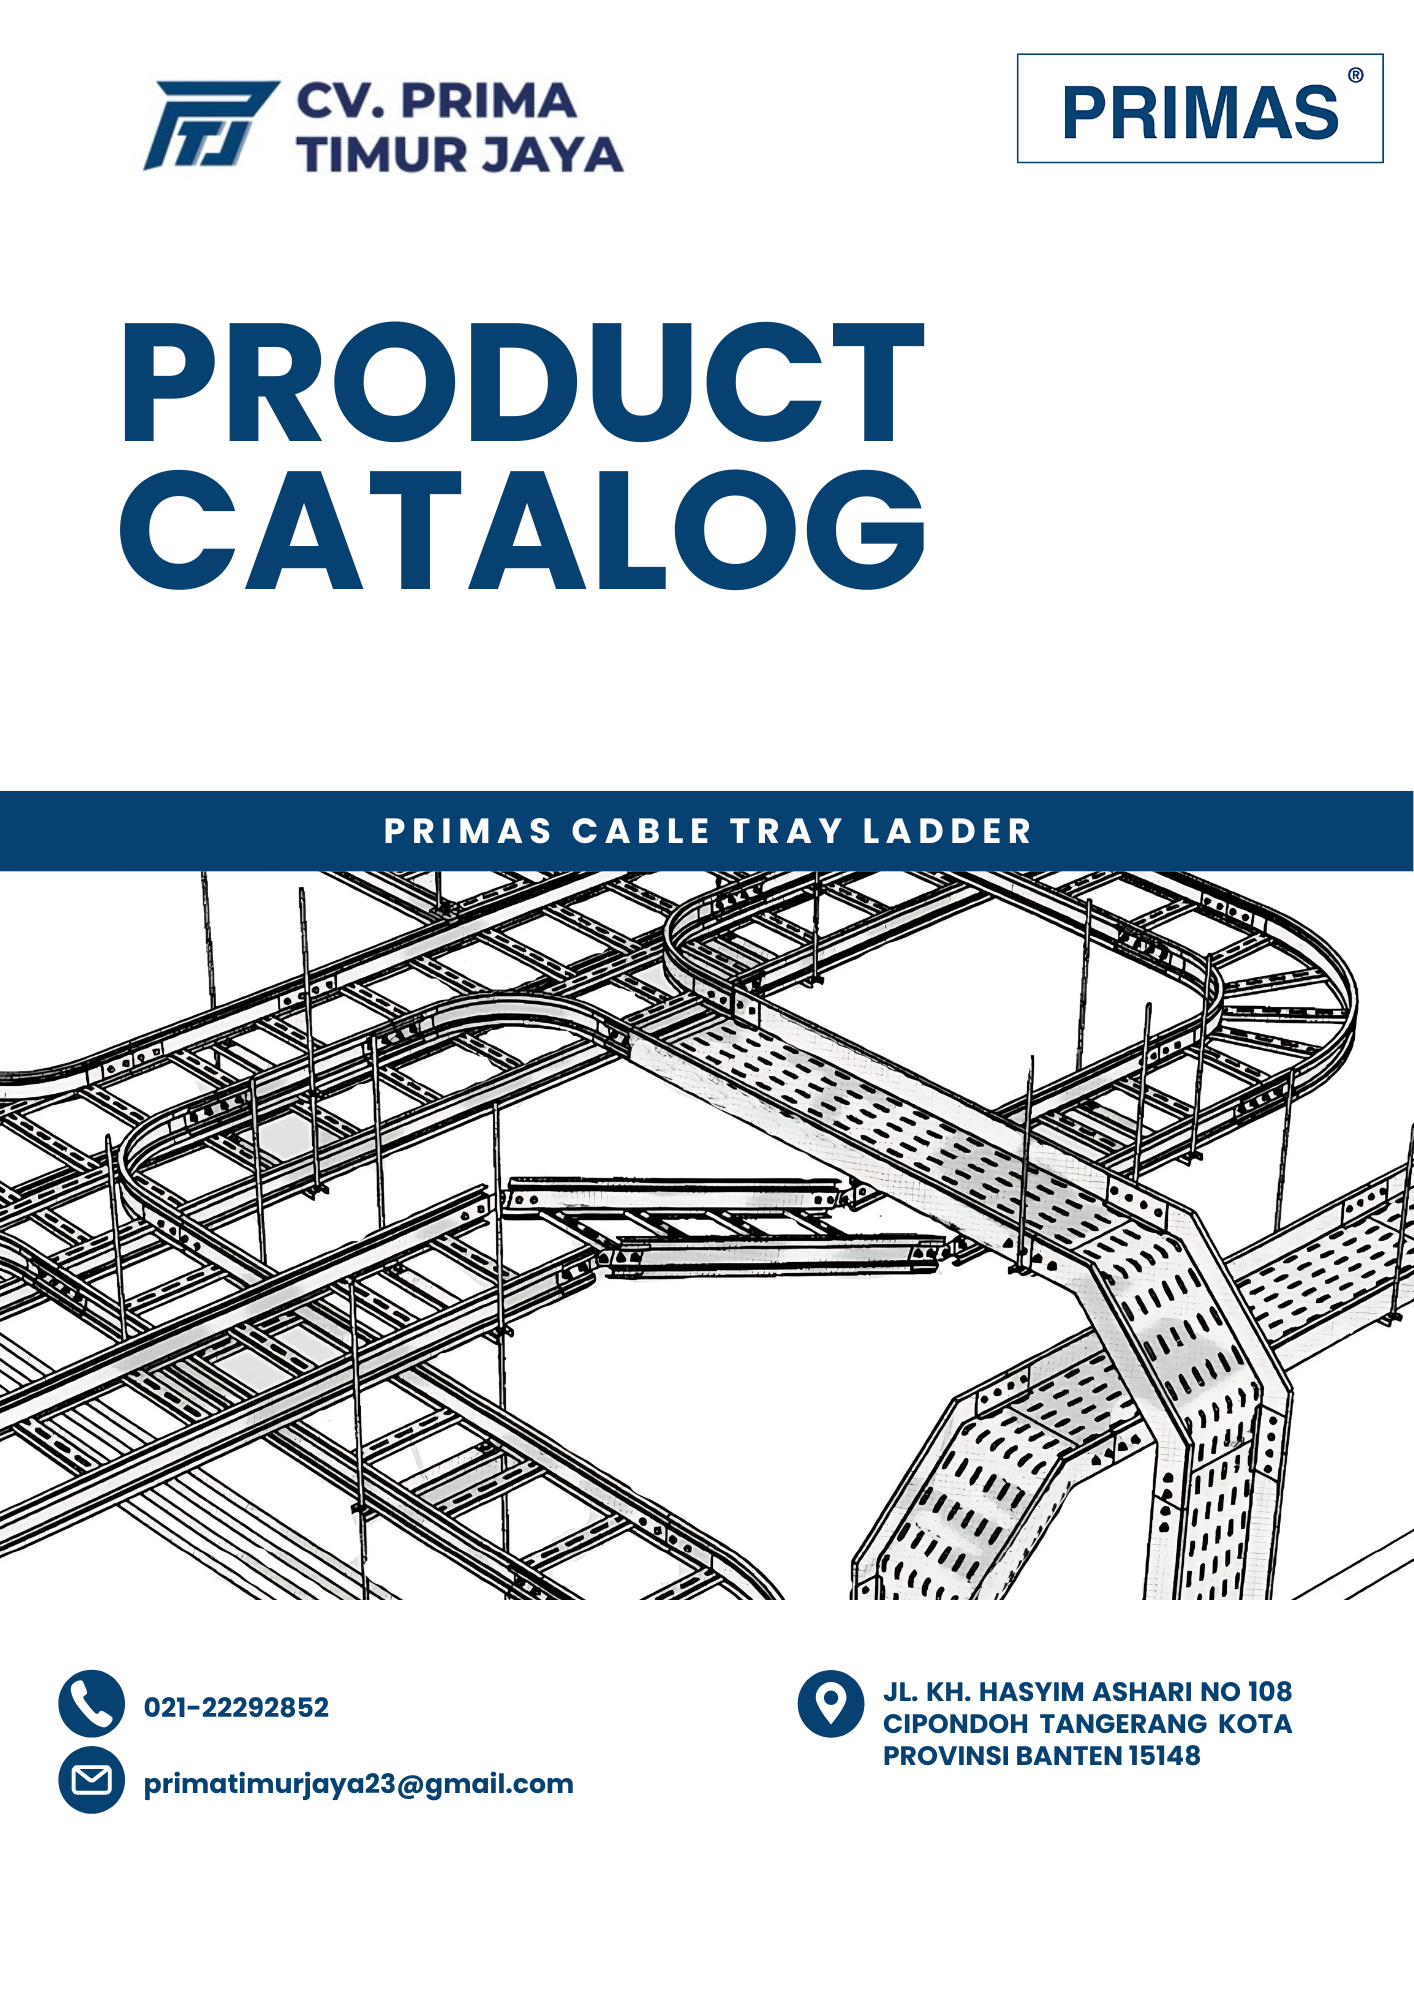 CV. PRIMA
TIMUR JAYA
PRIMAS ®
PRODUCT
CATALOG
PRIMAS CABLE TRAY LADDER
021-22292852
primatimurjaya23@gmail.com
JL. KH. HASYIM ASHARI NO 108
CIPONDOH TANGERANG KOTA
PROVINSI BANTEN 15148